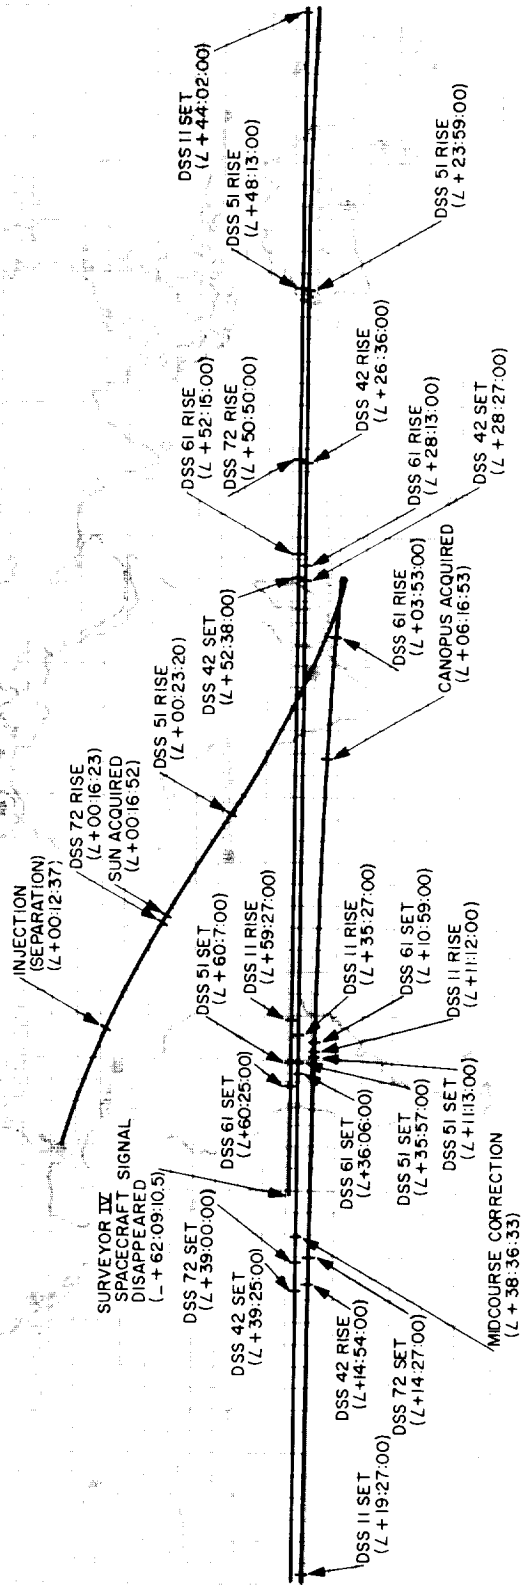 INJECTION
(SEPARATION)
(L+00:12:37)
DSS 72 RISE
(L+00:16:23)
SUN ACQUIRED
(L+00:16:52)
DSS 51 RISE
(L+00:23:20)
DSS 42 SET
(L+52:38:00)
DSS 61 RISE
(L+52:15:00)
DSS 72 RISE
(L+50:50:00)
DSS 51 RISE
(L+48:13:00)
DSS 11 SET
(L+44:02:00)
SURVEYOR IV
SPACECRAFT SIGNAL
DISAPPEARED
(L+ 62:09:10.5)
DSS 72 SET
(L+39:00:00)
DSS 42 SET
(L+39:25:00)
DSS 61 SET
(L+60:25:00)
DSS 51 SET
(L+60:7:00)
DSS 11 RISE
(L+59:27:00)
DSS 11 SET
(L+19:27:00)
DSS 42 RISE
(L+14:54:00)
DSS 72 SET
(L+14:27:00)
MIDCOURSE CORRECTION
(L+ 38:36:33)
DSS 61 SET
(L+36:06:00)
DSS 51 SET
(L+35:57:00)
DSS 51 SET
(L+11:13:00)
DSS 11 RISE
(L+11:12:00)
DSS 61 SET
(L+10:59:00)
DSS 11 RISE
(L+35:27:00)
CANOPUS ACQUIRED
(L+06:16:53)
DSS 61 RISE
(L+03:53:00)
DSS 42 SET
(L+28:27:00)
DSS 61 RISE
(L+28:13:00)
DSS 42 RISE
(L+26:36:00)
DSS 51 RISE
(L+ 23:59:00)